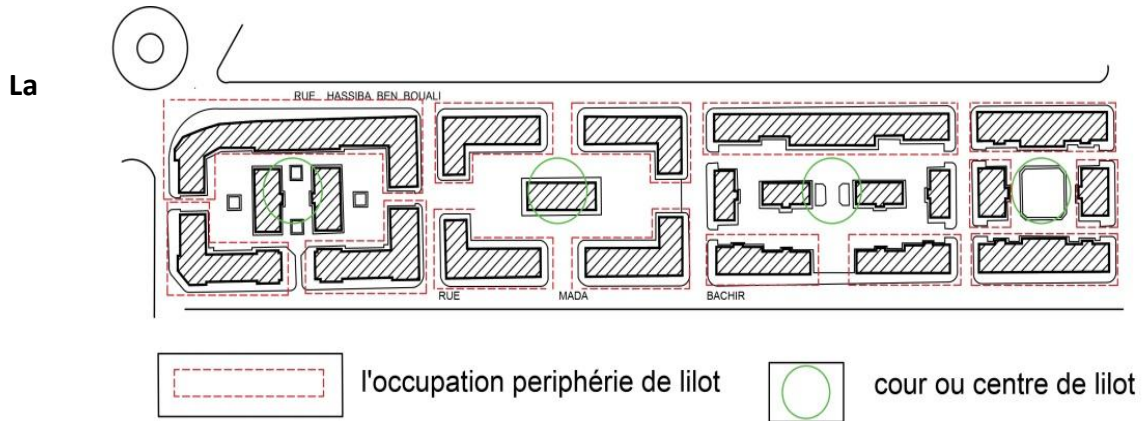 La
RUE HASSIBA BEN BOUALI
RUE MADA BACHIR
l'occupation periphérie de lilot
cour ou centre de lilot